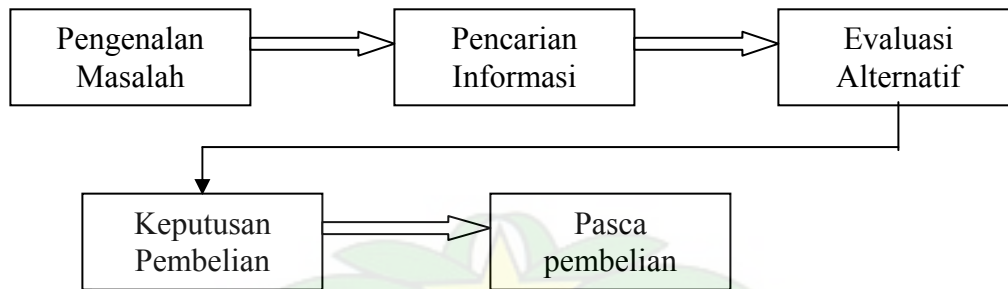 Pengenalan
Masalah
Pencarian
Informasi
Evaluasi
Alternatif
Keputusan
Pembelian
Pasca
pembelian